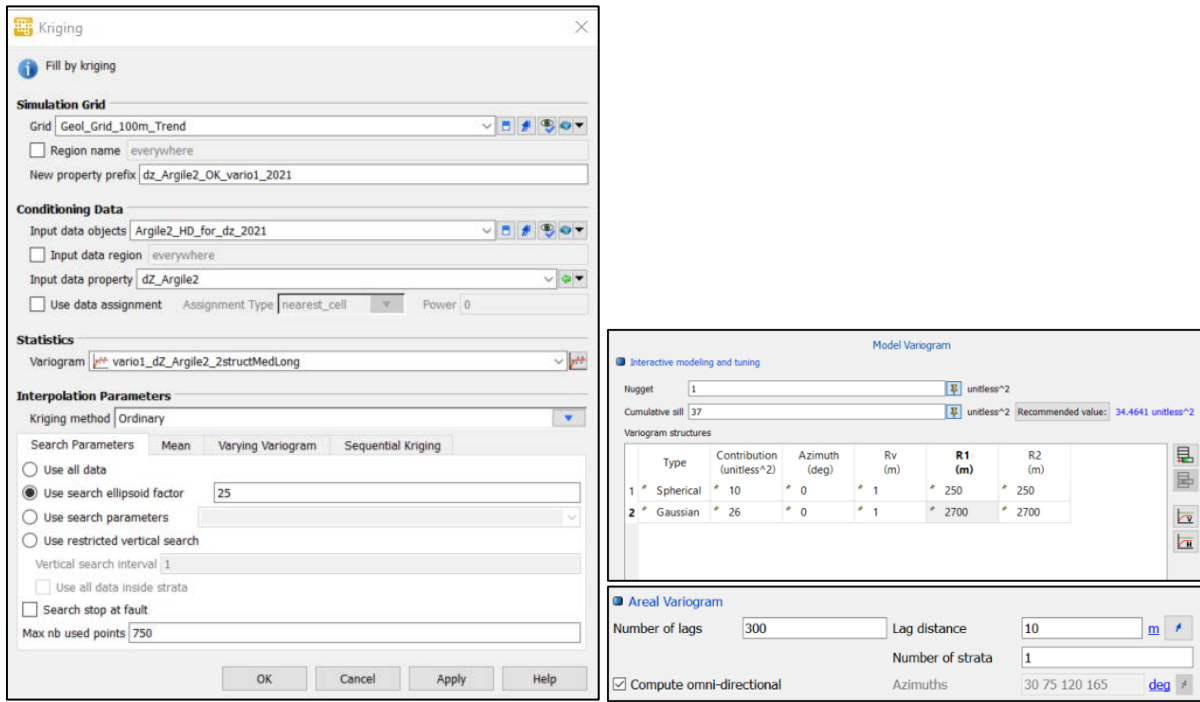 Kriging
Fill by kriging
Simulation Grid
Grid Geol_Grid_100m_Trend
Region name everywhere
New property prefix dz_Argile2_OK_vario1_2021
Conditioning Data
Input data objects Argile2_HD_for_dz_2021
Input data region everywhere
Input data property dZ_Argile2
Use data assignment Assignment Type nearest_cell Power 0
Statistics
Variogram vario1_dZ_Argile2_2structMedLong
Interpolation Parameters
Kriging method Ordinary
Search Parameters Mean Varying Variogram Sequential Kriging
Use all data
Use search ellipsoid factor 25
Use search parameters
Use restricted vertical search
Vertical search interval 1
Use all data inside strata
Search stop at fault
Max nb used points 750
OK Cancel Apply Help
Model Variogram
Interactive modeling and tuning
Nugget 1 unitless^2
Cumulative sill 37 unitless^2 Recommended value: 34.4641 unitless^2
Variogram structures
Type Contribution Azimuth Rv R1 R2
(unitless^2) (deg) (m) (m) (m)
1 Spherical 10 0 1 250 250
2 Gaussian 26 0 1 2700 2700
Areal Variogram
Number of lags 300 Lag distance 10 m
Number of strata 1
Compute omni-directional Azimuths 30 75 120 165 deg